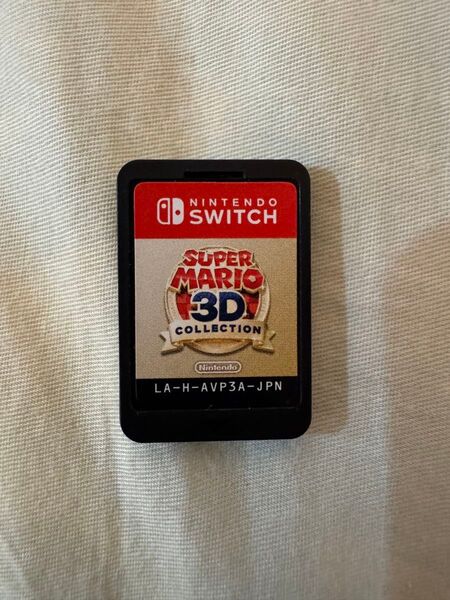 NINTENDO
SWITCH
SUPER
MARIO
3D
COLLECTION
Nintendo
LA-H-AVP3A-JPN